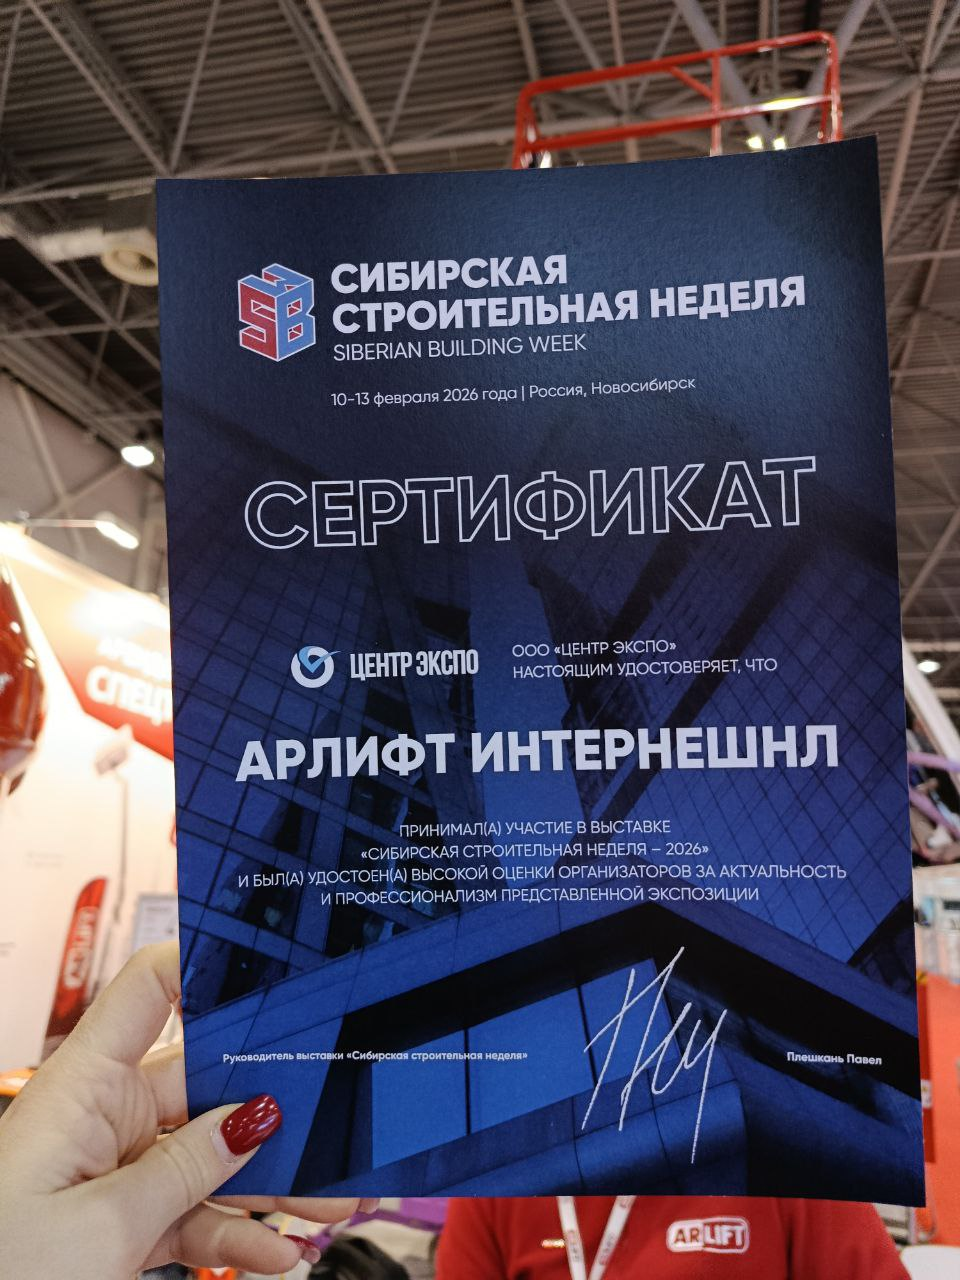 SB
СИБИРСКАЯ
СТРОИТЕЛЬНАЯ НЕДЕЛЯ
SIBERIAN BUILDING WEEK
10-13 февраля 2026 года | Россия, Новосибирск
СЕРТИФИКАТ
ЦЕНТР ЭКСПО
ООО «ЦЕНТР ЭКСПО»
НАСТОЯЩИМ УДОСТОВЕРЯЕТ, ЧТО
АРЛИФТ ИНТЕРНЕШНЛ
ПРИНИМАЛ(А) УЧАСТИЕ В ВЫСТАВКЕ
«СИБИРСКАЯ СТРОИТЕЛЬНАЯ НЕДЕЛЯ – 2026»
И БЫЛ(А) УДОСТОЕН(А) ВЫСОКОЙ ОЦЕНКИ ОРГАНИЗАТОРОВ ЗА АКТУАЛЬНОСТЬ
И ПРОФЕССИОНАЛИЗМ ПРЕДСТАВЛЕННОЙ ЭКСПОЗИЦИИ
Руководитель выставки «Сибирская строительная неделя»
Плешкань Павел
ARLIFT
ARLIFT